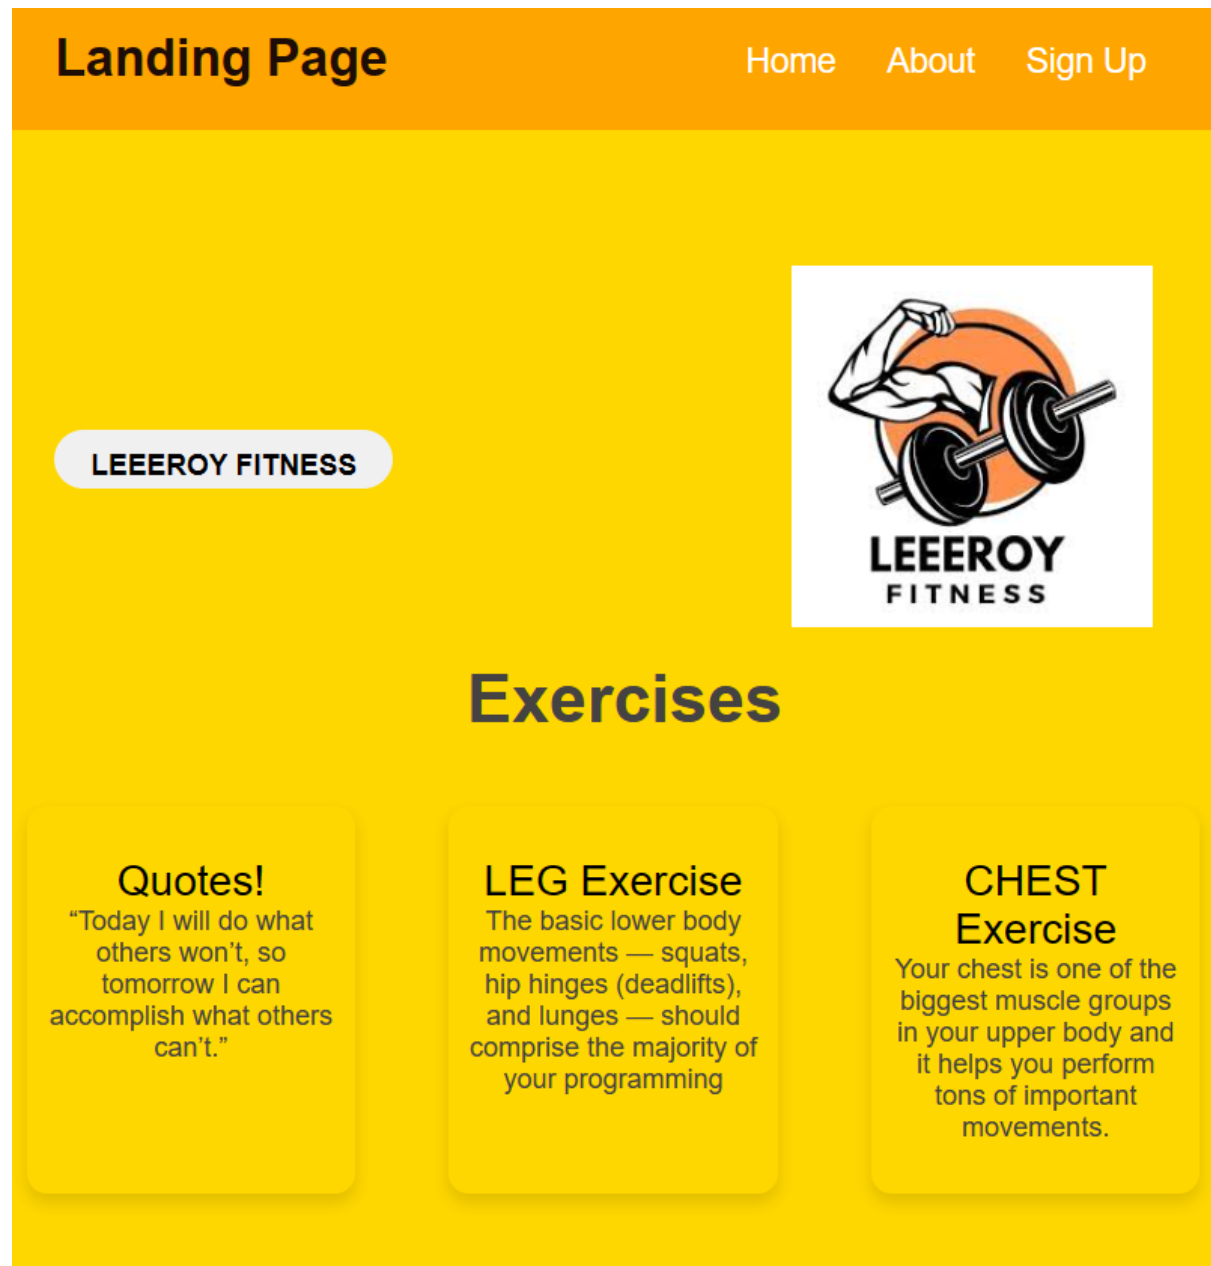 Landing Page
Home About Sign Up
LEEEROY FITNESS
LEEEROY
FITNESS
Exercises
Quotes!
“Today I will do what
others won’t, so
tomorrow I can
accomplish what others
can’t.”
LEG Exercise
The basic lower body
movements — squats,
hip hinges (deadlifts),
and lunges — should
comprise the majority of
your programming
CHEST
Exercise
Your chest is one of the
biggest muscle groups
in your upper body and
it helps you perform
tons of important
movements.